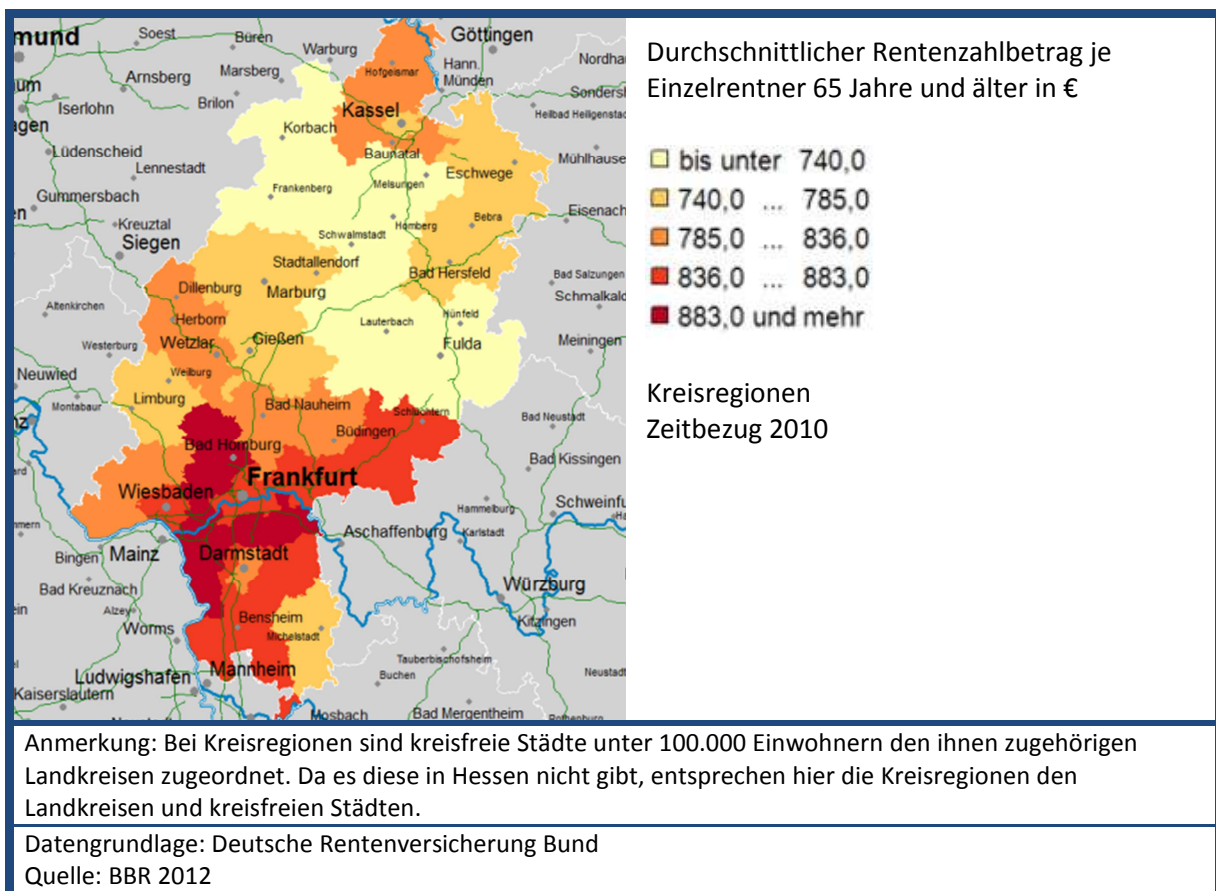 mund
Soest
Büren
Warburg
Göttingen
Hofgeismar
Hann.
Münden
Arnsberg
Marsberg
Iserlohn
Brilon
Kassel
Korbach
Baunatal
Lüdenscheid
Lennestadt
Eschwege
Frankenberg
Melsungen
Gummersbach
Kreuztal
Siegen
Homberg
Bebra
Eisenach
Schwalmstadt
Stadtallendorf
Bad Hersfeld
Bad Salzungen
Dillenburg
Marburg
Altenkirchen
Herborn
Lauterbach
Hünfeld
Westerburg
Wetzlar
Gießen
Fulda
Meiningen
Neuwied
Weilburg
Montabaur
Limburg
Bad Nauheim
Schlüchtern
Bad Neustadt
Büdingen
Bad Homburg
Bad Kissingen
Wiesbaden
Frankfurt
Hammelburg
Aschaffenburg
Karlstadt
Bingen
Mainz
Darmstadt
Bad Kreuznach
Würzburg
Alzey
Bensheim
Worms
Michelstadt
Kitzingen
Tauberbischofsheim
Ludwigshafen
Mannheim
Buchen
Kaiserslautern
Mosbach
Bad Mergentheim
Durchschnittlicher Rentenzahlbetrag je
Einzelrentner 65 Jahre und älter in €
bis unter 740,0
740,0 ... 785,0
785,0 ... 836,0
836,0 ... 883,0
883,0 und mehr
Kreisregionen
Zeitbezug 2010
Anmerkung: Bei Kreisregionen sind kreisfreie Städte unter 100.000 Einwohnern den ihnen zugehörigen
Landkreisen zugeordnet. Da es diese in Hessen nicht gibt, entsprechen hier die Kreisregionen den
Landkreisen und kreisfreien Städten.
Datengrundlage: Deutsche Rentenversicherung Bund
Quelle: BBR 2012